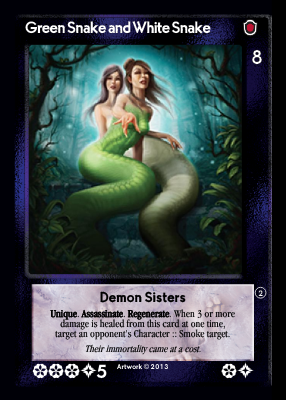 Green Snake and White Snake
8
Demon Sisters
2
Unique. Assassinate. Regenerate. When 3 or more
damage is healed from this card at one time,
target an opponent's Character :: Smoke target.
Their immortality came at a cost.
5
Artwork © 2013